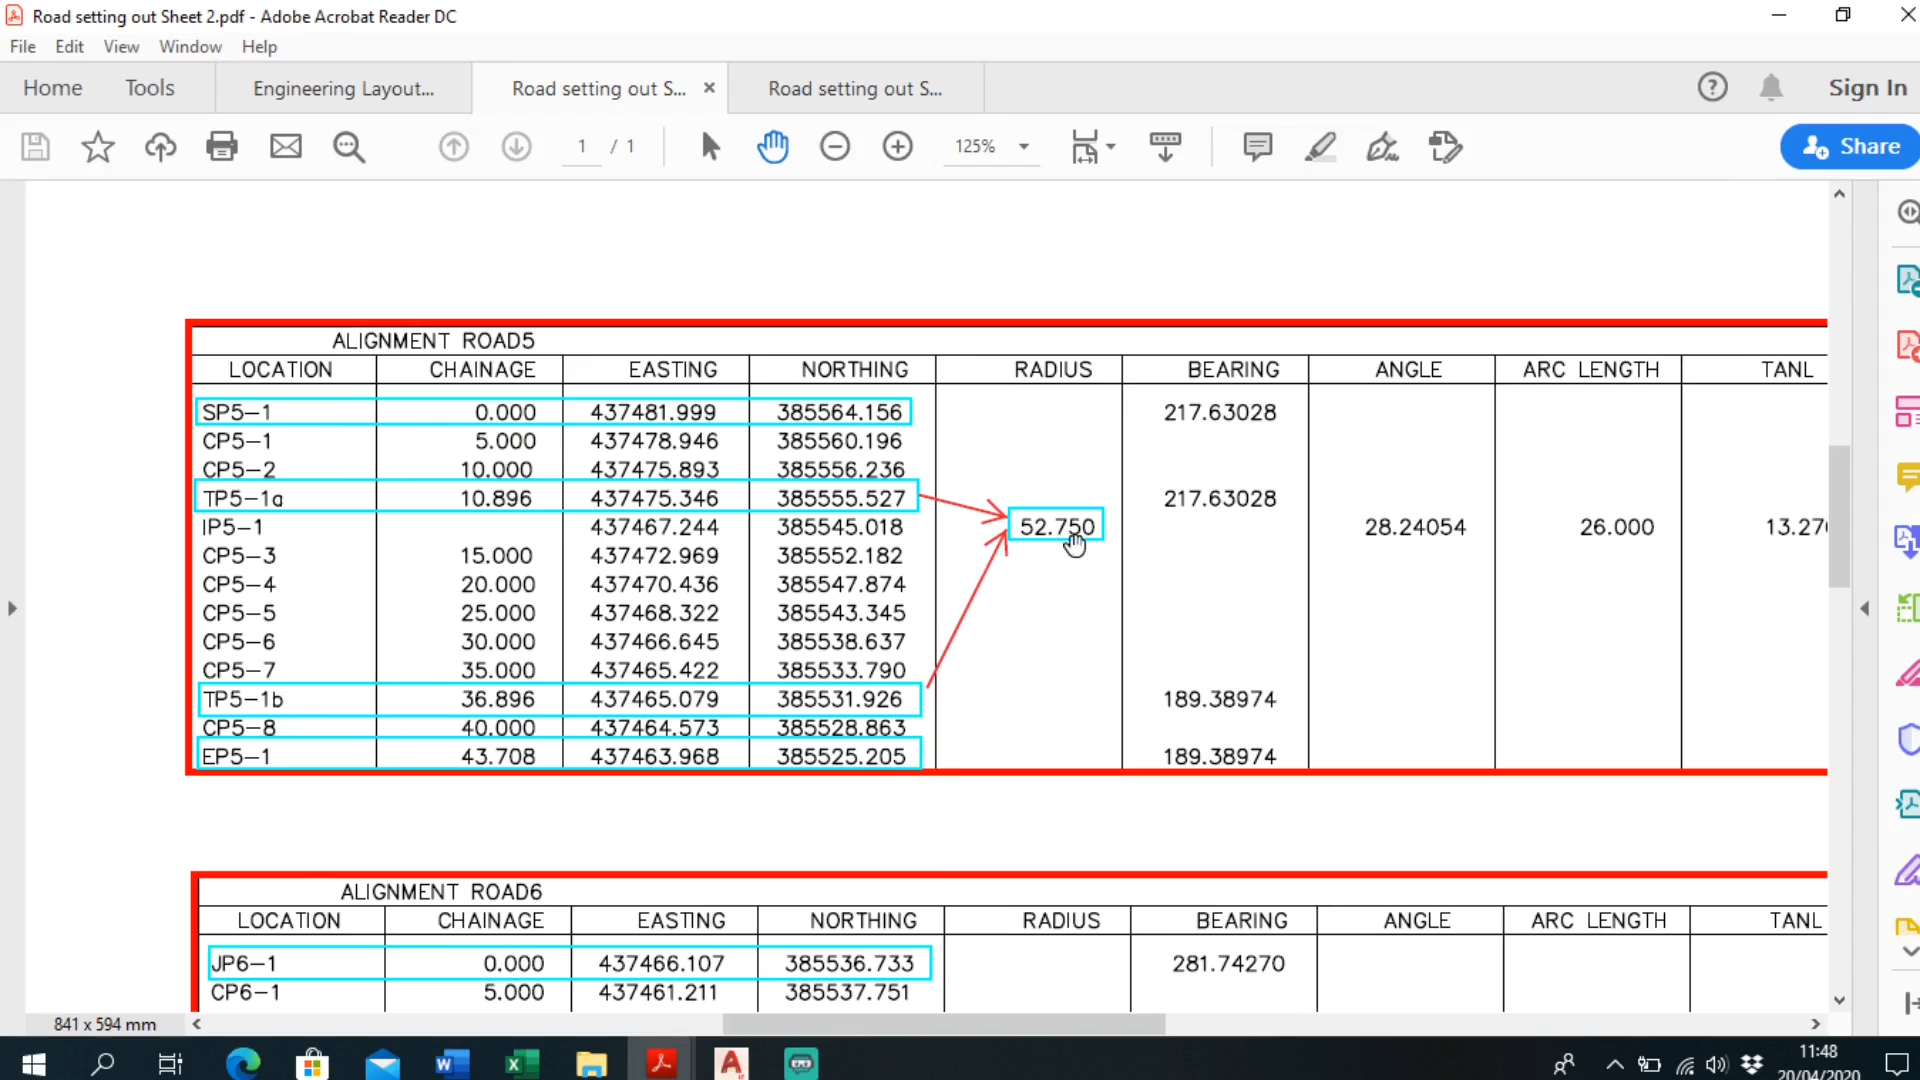 Road setting out Sheet 2.pdf - Adobe Acrobat Reader DC
File Edit View Window Help
Home Tools Engineering Layout... Road setting out S... × Road setting out S... Sign In
1 / 1 125% Share
ALIGNMENT ROAD5
LOCATION CHAINAGE EASTING NORTHING RADIUS BEARING ANGLE ARC LENGTH TANL
SP5-1 0.000 437481.999 385564.156 217.63028
CP5-1 5.000 437478.946 385560.196
CP5-2 10.000 437475.893 385556.236
TP5-1a 10.896 437475.346 385555.527 217.63028
IP5-1 437467.244 385545.018 52.750 28.24054 26.000 13.27
CP5-3 15.000 437472.969 385552.182
CP5-4 20.000 437470.436 385547.874
CP5-5 25.000 437468.322 385543.345
CP5-6 30.000 437466.645 385538.637
CP5-7 35.000 437465.422 385533.790
TP5-1b 36.896 437465.079 385531.926 189.38974
CP5-8 40.000 437464.573 385528.863
EP5-1 43.708 437463.968 385525.205 189.38974
ALIGNMENT ROAD6
LOCATION CHAINAGE EASTING NORTHING RADIUS BEARING ANGLE ARC LENGTH TANL
JP6-1 0.000 437466.107 385536.733 281.74270
CP6-1 5.000 437461.211 385537.751
841 x 594 mm
11:48
20/04/2020